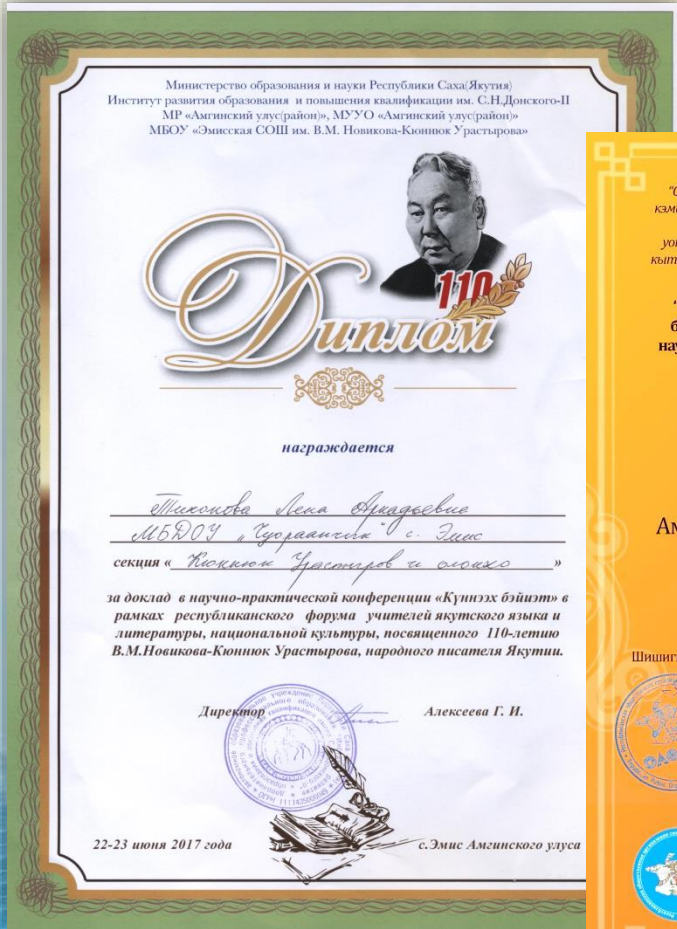 Министерство образования и науки Республики Саха(Якутия)
Институт развития образования и повышения квалификации им. С.Н.Донского-II
МР «Амгинский улус(район)», МУУО «Амгинский улус(район)»
МБОУ «Эмисская СОШ им. В.М. Новикова-Кюннюк Урастырова»
110
Диплом
награждается
Тихонова Лена Аркадьевна
МБДОУ "Чуораанчык" с. Эмис
секция « Кюннюк Урастыров и олонхо »
за доклад в научно-практической конференции «Күннээх бэйиэт» в
рамках республиканского форума учителей якутского языка и
литературы, национальной культуры, посвященного 110-летию
В.М.Новикова-Кюннюк Урастырова, народного писателя Якутии.
Директор Алексеева Г. И.
22-23 июня 2017 года с.Эмис Амгинского улуса